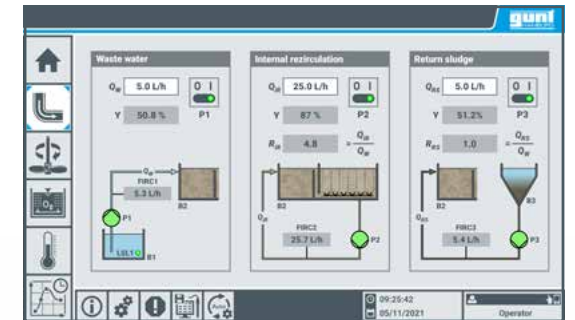 gunt
Waste water
Q_W 5.0 L/h O I
Y 50.8 % P1
Q_W
FIRC1
5.3 L/h
B2
P1
LSL1 B1
Internal rezirculation
Q_IR 25.0 L/h O I
Y 87 % P2
R_IR 4.8 = Q_IR / Q_W
B2
Q_IR
FIRC2
25.7 L/h
P2
Return sludge
Q_RS 5.0 L/h O I
Y 51.2% P3
R_RS 1.0 = Q_RS / Q_W
B2
B3
Q_RS
FIRC3
5.4 L/h
P3
O₂
09:25:42
05/11/2021
Operator